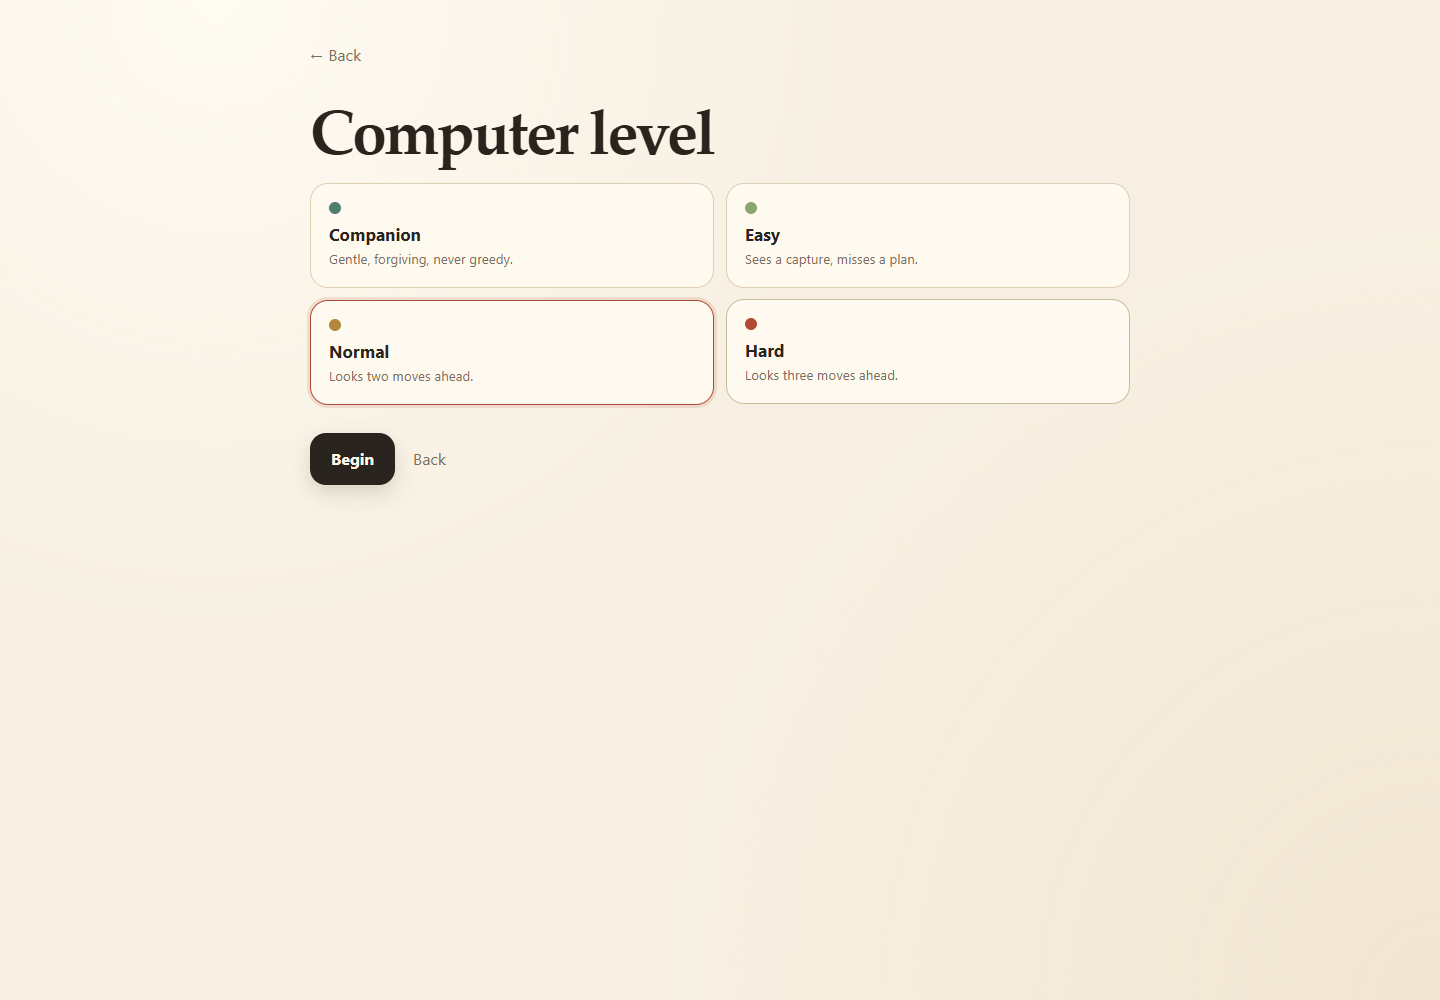 ← Back
Computer level
Companion
Gentle, forgiving, never greedy.
Easy
Sees a capture, misses a plan.
Normal
Looks two moves ahead.
Hard
Looks three moves ahead.
Begin
Back